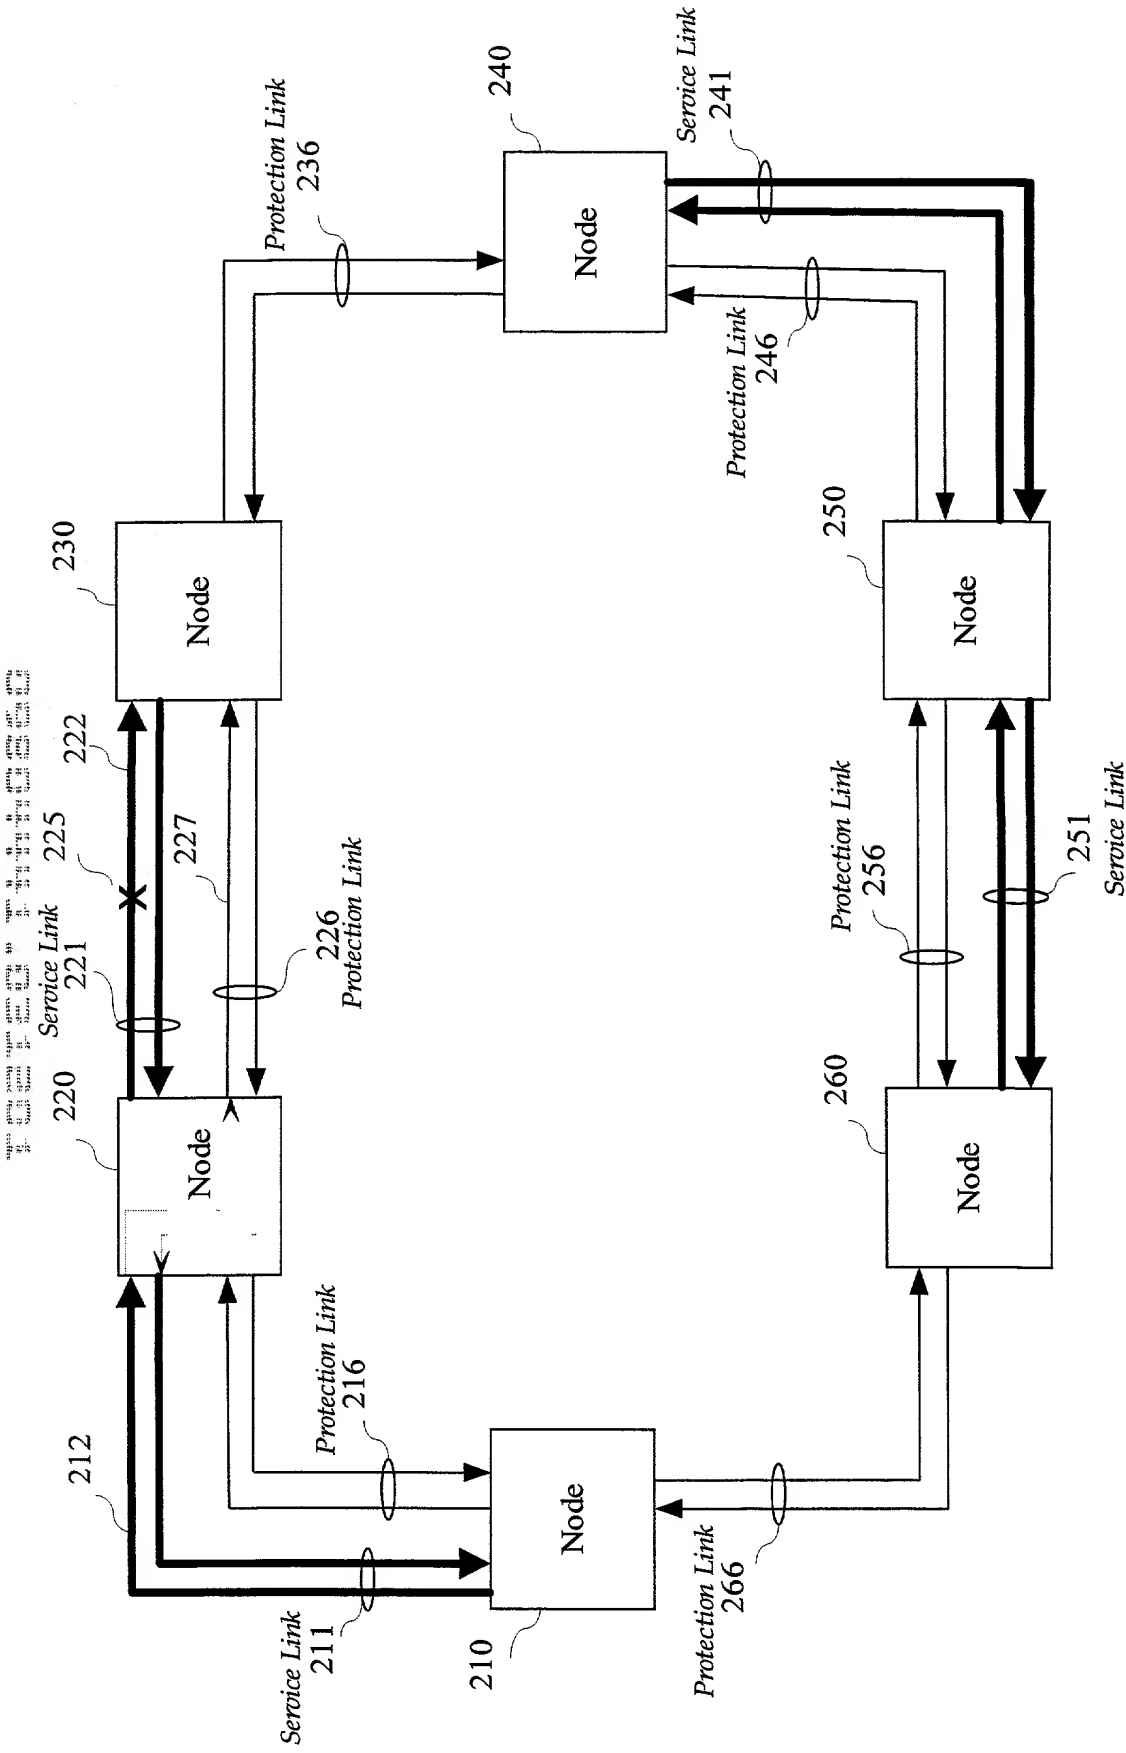 Service Link
211
212
210
Node
Protection Link
216
Protection Link
266
220
Node
Service Link
221
225
222
227
226
Protection Link
230
Node
Protection Link
236
240
Node
Service Link
241
Protection Link
246
250
Node
Protection Link
256
251
Service Link
260
Node